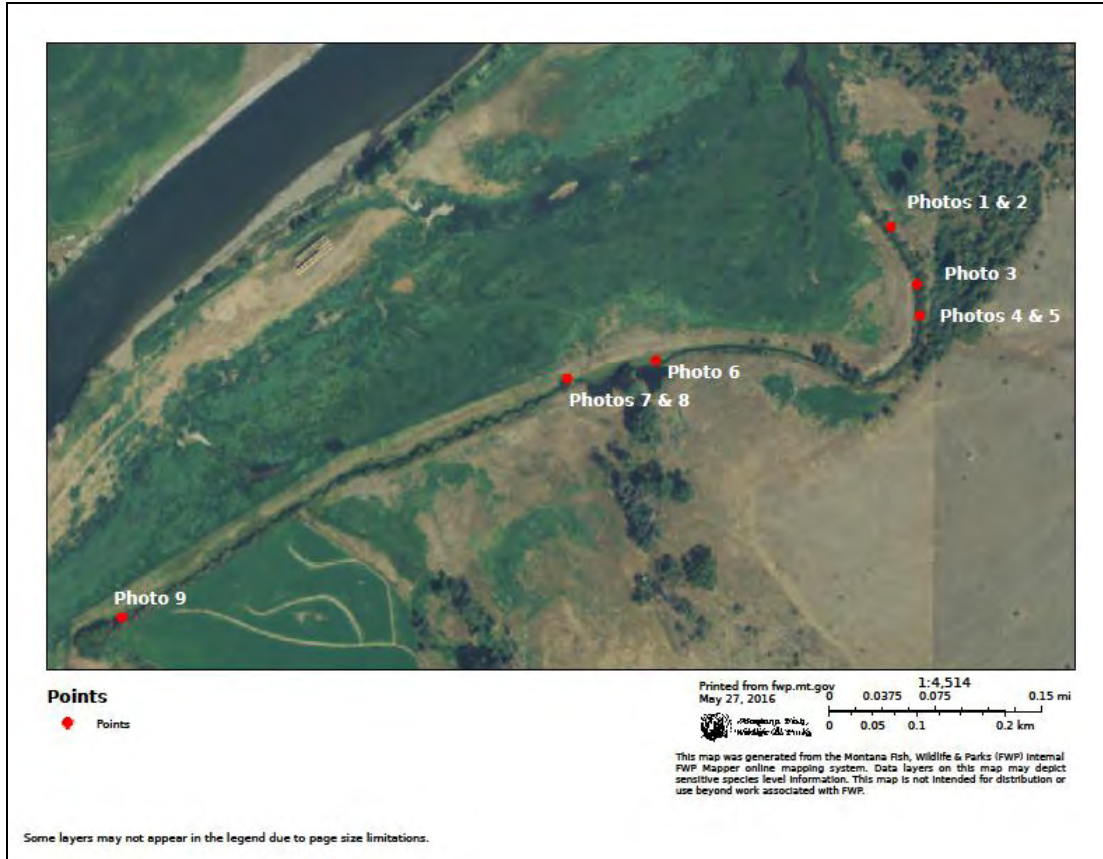 Photos 1 & 2
Photo 3
Photos 4 & 5
Photo 6
Photos 7 & 8
Photo 9
Points
Points
Printed from fwp.mt.gov
May 27, 2016
1:4,514
0 0.0375 0.075 0.15 mi
0 0.05 0.1 0.2 km
Montana Fish,
Wildlife & Parks
This map was generated from the Montana Fish, Wildlife & Parks (FWP) Internal
FWP Mapper online mapping system. Data layers on this map may depict
sensitive species level information. This map is not intended for distribution or
use beyond work associated with FWP.
Some layers may not appear in the legend due to page size limitations.